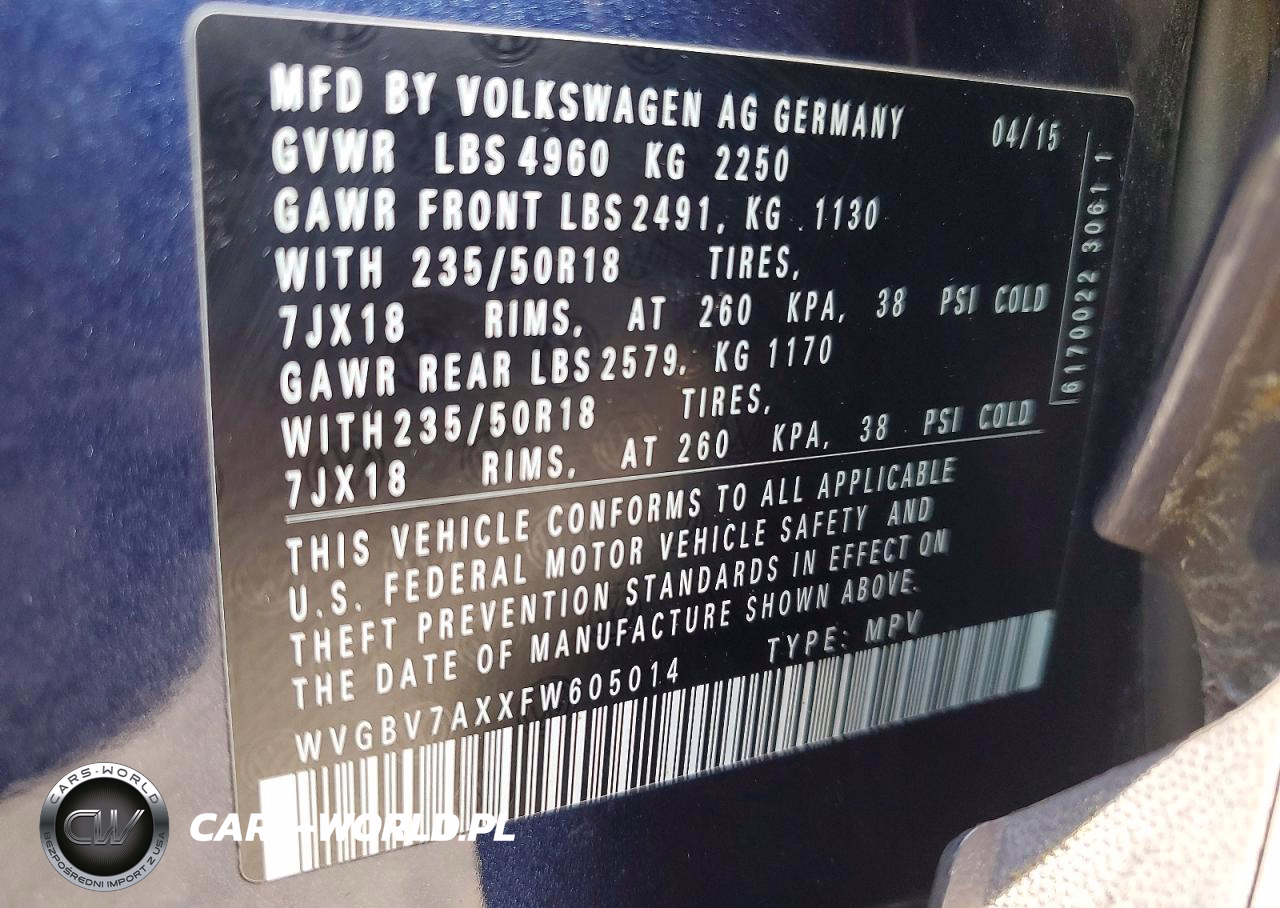 MFD BY VOLKSWAGEN AG GERMANY 04/15
GVWR LBS 4960 KG 2250
GAWR FRONT LBS 2491, KG . 1130
WITH 235/50R18 TIRES,
7JX18 RIMS, AT 260 KPA, 38 PSI COLD
GAWR REAR LBS 2579, KG 1170
WITH 235/50R18 TIRES,
7JX18 RIMS, AT 260 KPA, 38 PSI COLD
6170022 3061 1
THIS VEHICLE CONFORMS TO ALL APPLICABLE
U.S. FEDERAL MOTOR VEHICLE SAFETY AND
THEFT PREVENTION STANDARDS IN EFFECT ON
THE DATE OF MANUFACTURE SHOWN ABOVE.
WVGBV7AXXFW605014 TYPE: MPV
CARS-WORLD
CW
BEZPOŚREDNI IMPORT Z USA
CARS-WORLD.PL